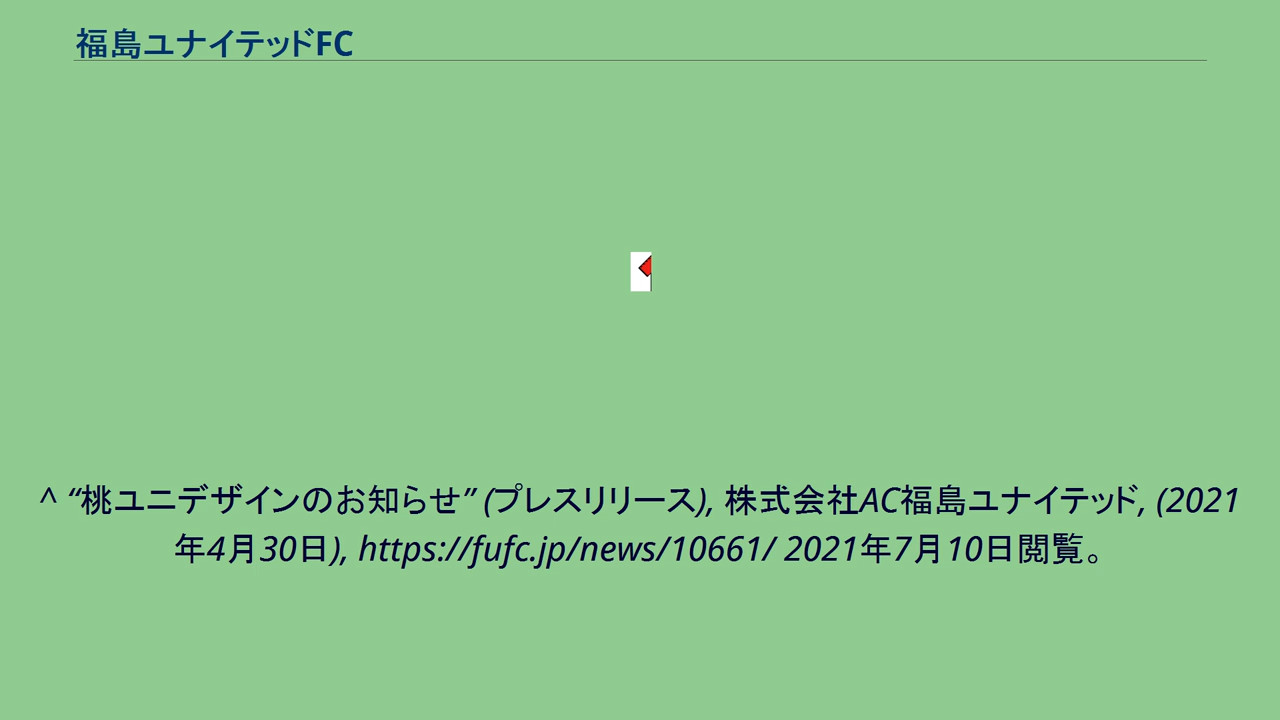 福島ユナイテッドFC
^ “桃ユニデザインのお知らせ” (プレスリリース), 株式会社AC福島ユナイテッド, (2021
年4月30日), https://fufc.jp/news/10661/ 2021年7月10日閲覧。